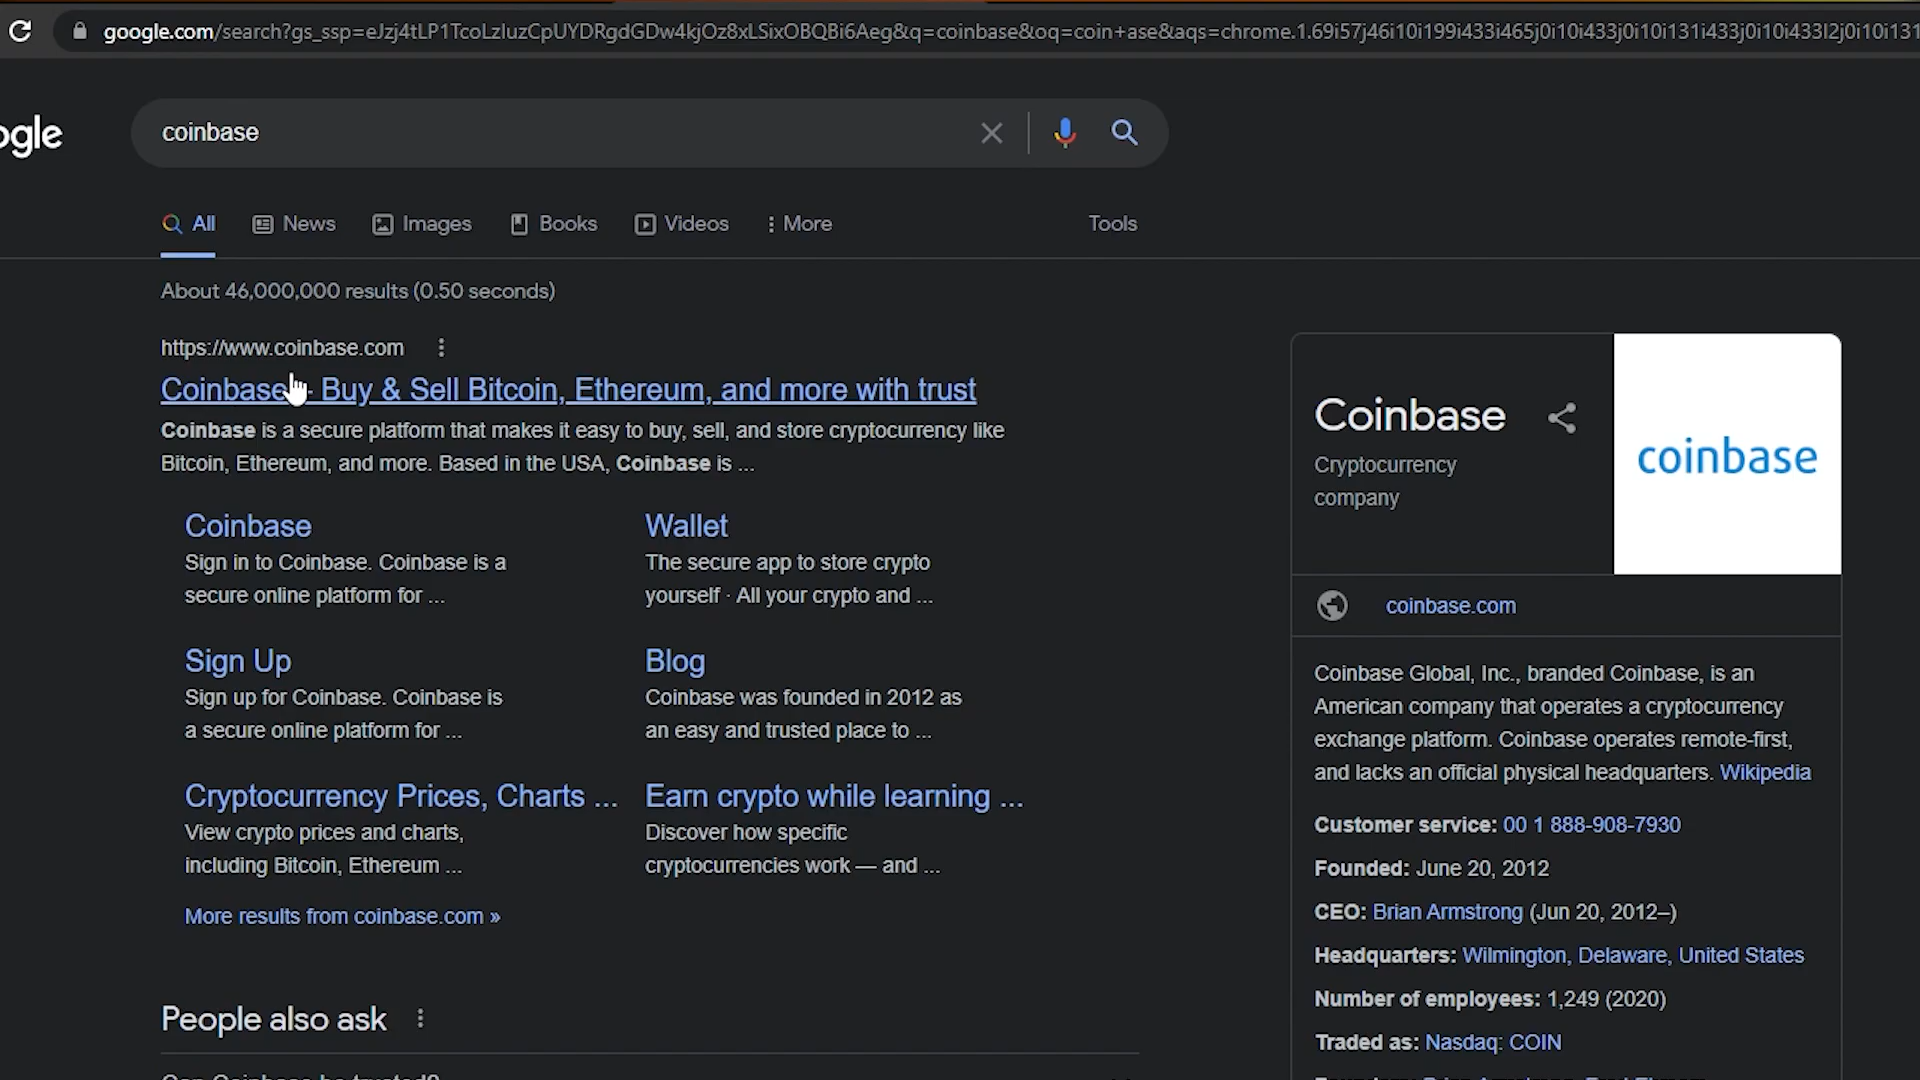 google.com/search?gs_ssp=eJzj4tLP1TcoLzIuzCpUYDRgdGDw4kjOz8xLSixOBQBi6Aeg&q=coinbase&oq=coin+ase&aqs=chrome.1.69i57j46i10i199i433i465j0i10i433j0i10i131i433j0i10i433l2j0i10i131
ogle
coinbase
All
News
Images
Books
Videos
More
Tools
About 46,000,000 results (0.50 seconds)
https://www.coinbase.com
Coinbase - Buy & Sell Bitcoin, Ethereum, and more with trust
Coinbase is a secure platform that makes it easy to buy, sell, and store cryptocurrency like
Bitcoin, Ethereum, and more. Based in the USA, Coinbase is ...
Coinbase
Sign in to Coinbase. Coinbase is a
secure online platform for ...
Wallet
The secure app to store crypto
yourself · All your crypto and ...
Sign Up
Sign up for Coinbase. Coinbase is
a secure online platform for ...
Blog
Coinbase was founded in 2012 as
an easy and trusted place to ...
Cryptocurrency Prices, Charts ...
View crypto prices and charts,
including Bitcoin, Ethereum ...
Earn crypto while learning ...
Discover how specific
cryptocurrencies work — and ...
More results from coinbase.com »
People also ask
Coinbase
Cryptocurrency
company
coinbase
coinbase.com
Coinbase Global, Inc., branded Coinbase, is an
American company that operates a cryptocurrency
exchange platform. Coinbase operates remote-first,
and lacks an official physical headquarters. Wikipedia
Customer service: 00 1 888-908-7930
Founded: June 20, 2012
CEO: Brian Armstrong (Jun 20, 2012–)
Headquarters: Wilmington, Delaware, United States
Number of employees: 1,249 (2020)
Traded as: Nasdaq: COIN